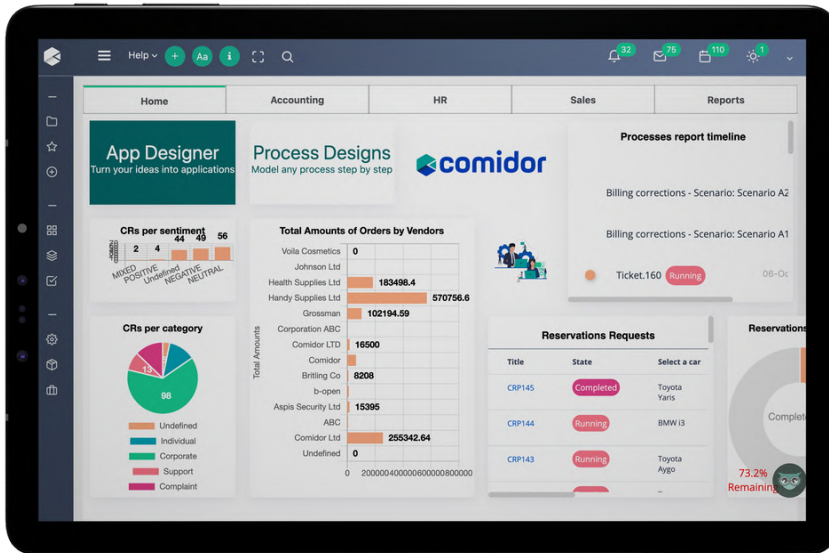 Help
+
Aa
i
32
75
110
1
Home
Accounting
HR
Sales
Reports
App Designer
Turn your ideas into applications
Process Designs
Model any process step by step
comidor
Processes report timeline
Billing corrections - Scenario: Scenario A2
Billing corrections - Scenario: Scenario A1
Ticket.160
Running
CRs per sentiment
2
4
44
49
56
MIXED
POSITIVE
Undefined
NEGATIVE
NEUTRAL
Total Amounts of Orders by Vendors
Total Amounts
Voila Cosmetics 0
Johnson Ltd
Health Supplies Ltd 183498.4
Handy Supplies Ltd 570756.6
Grossman 102194.59
Corporation ABC
Comidor LTD 16500
Comidor
Britling Co 8208
b-open
Aspis Security Ltd 15395
ABC
Comidor Ltd 255342.64
Undefined 0
0 200000 400000 600000 800000
CRs per category
13
98
Undefined
Individual
Corporate
Support
Complaint
Reservations Requests
Title State Select a car
CRP145 Completed Toyota Yaris
CRP144 Running BMW i3
CRP143 Running Toyota Aygo
Reservations
Complete
73.2%
Remaining